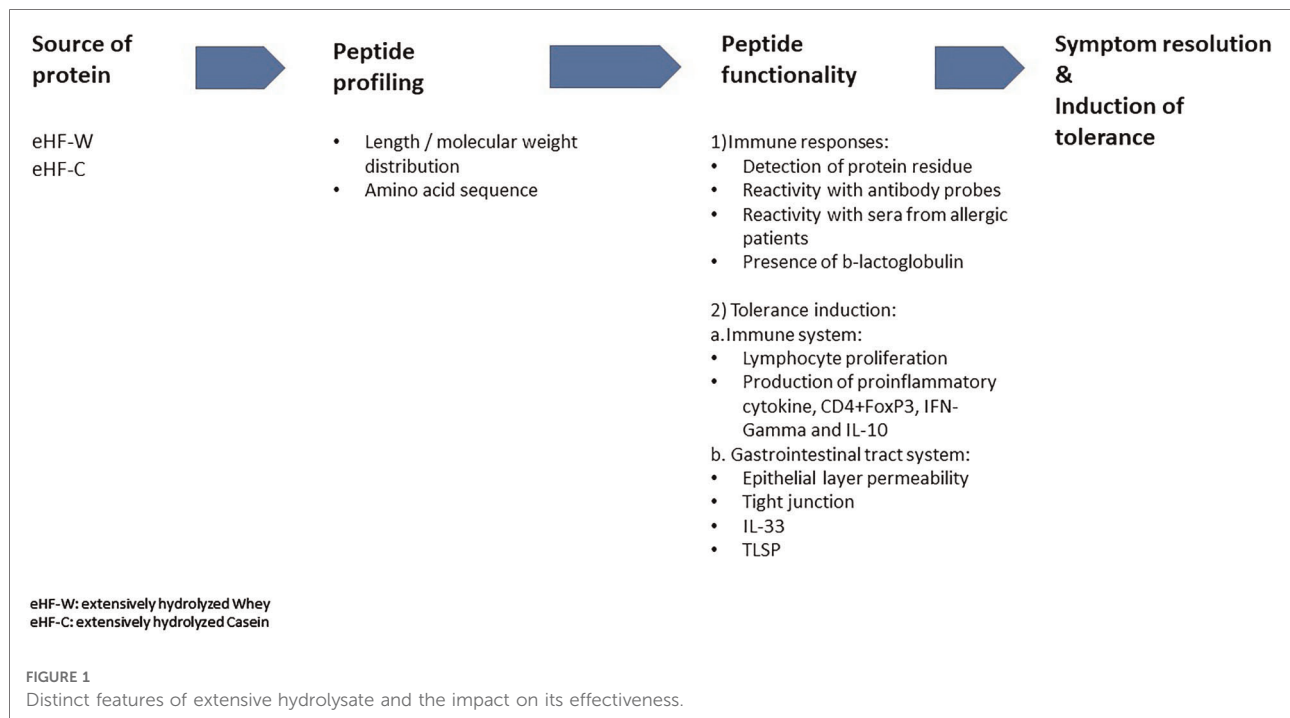 Source of
protein
eHF-W
eHF-C
Peptide
profiling
• Length / molecular weight
distribution
• Amino acid sequence
Peptide
functionality
1)Immune responses:
• Detection of protein residue
• Reactivity with antibody probes
• Reactivity with sera from allergic
patients
• Presence of b-lactoglobulin
2) Tolerance induction:
a.Immune system:
• Lymphocyte proliferation
• Production of proinflammatory
cytokine, CD4+FoxP3, IFN-
Gamma and IL-10
b. Gastrointestinal tract system:
• Epithelial layer permeability
• Tight junction
• IL-33
• TLSP
Symptom resolution
&
Induction of
tolerance
eHF-W: extensively hydrolyzed Whey
eHF-C: extensively hydrolyzed Casein
FIGURE 1
Distinct features of extensive hydrolysate and the impact on its effectiveness.